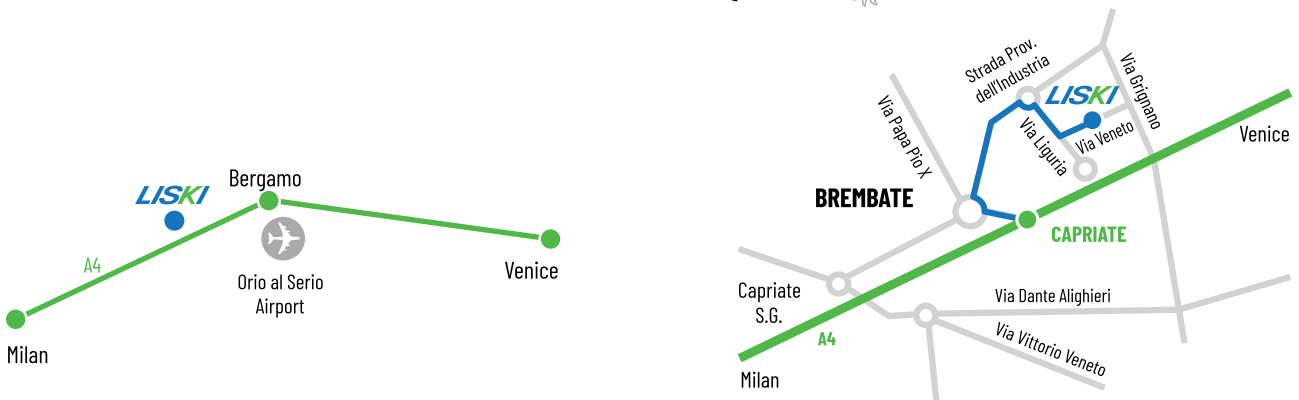 LISKI
Bergamo
A4
Orio al Serio
Airport
Venice
Milan
Strada Prov.
dell'Industria
LISKI
Via Grignano
Via Papa Pio X
Via Liguria
Via Veneto
Venice
BREMBATE
CAPRIATE
Capriate
S.G.
Via Dante Alighieri
A4
Via Vittorio Veneto
Milan